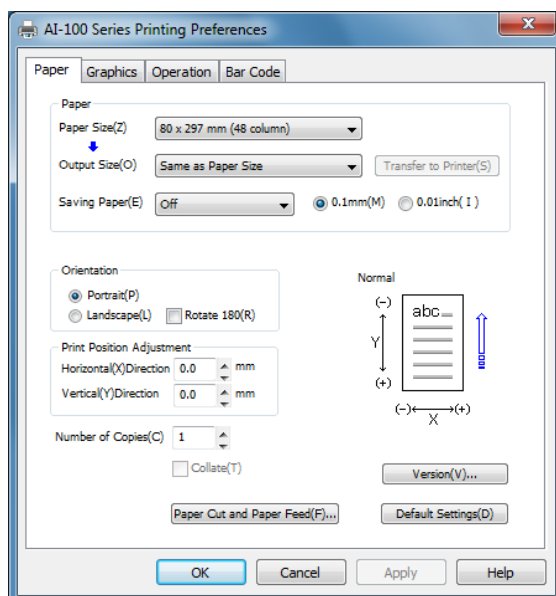 AI-100 Series Printing Preferences
Paper Graphics Operation Bar Code
Paper
Paper Size(Z) 80 x 297 mm (48 column)
Output Size(O) Same as Paper Size Transfer to Printer(S)
Saving Paper(E) Off 0.1mm(M) 0.01inch( I )
Orientation
Portrait(P)
Landscape(L) Rotate 180(R)
Print Position Adjustment
Horizontal(X)Direction 0.0 mm
Vertical(Y)Direction 0.0 mm
Number of Copies(C) 1
Collate(T)
Normal
(-) abc
Y
(+)
(-) (+)
X
Version(V)...
Paper Cut and Paper Feed(F)... Default Settings(D)
OK Cancel Apply Help